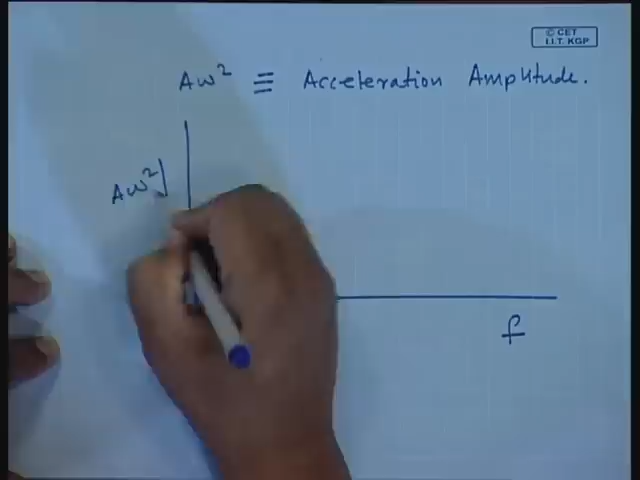 © CET
I.I.T. KGP
Aω² ≡ Acceleration Amplitude.
Aω²
f